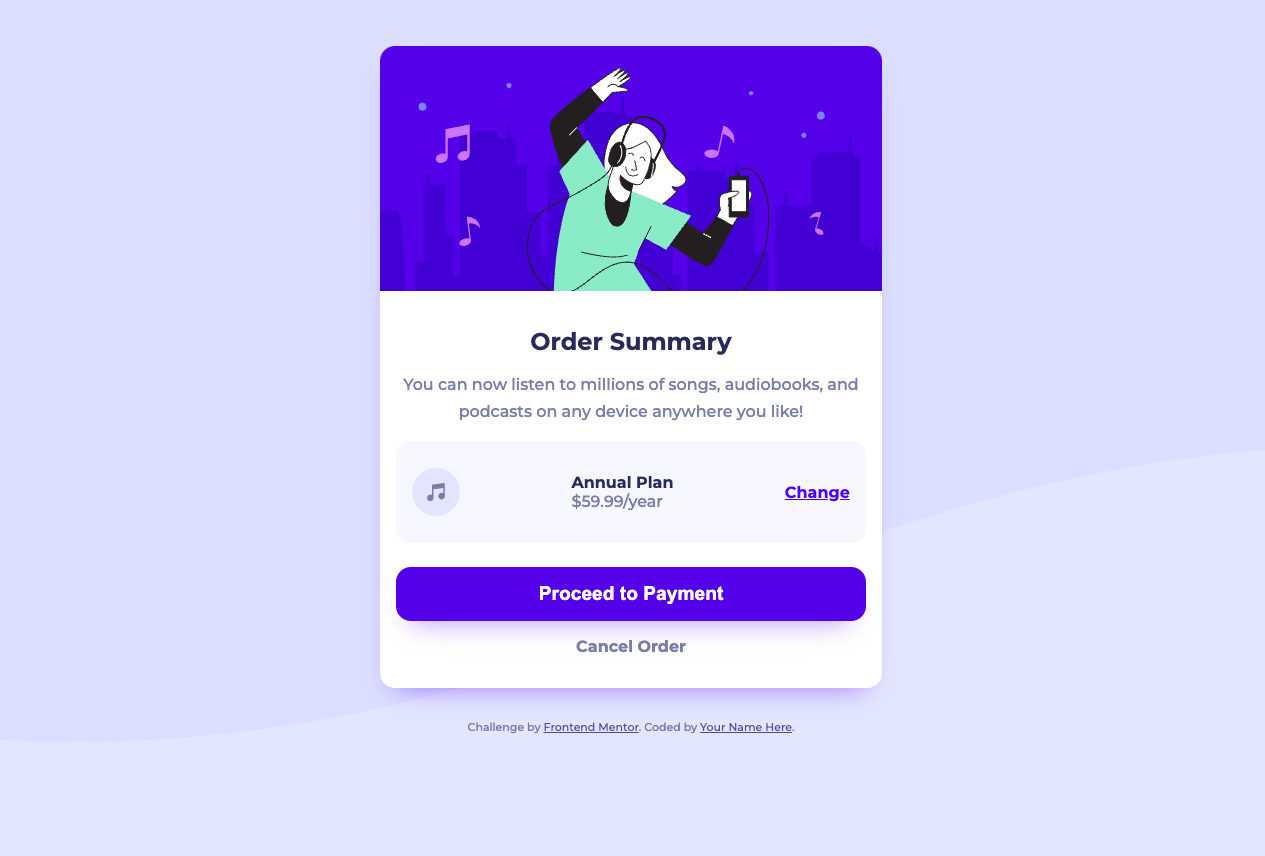 Order Summary
You can now listen to millions of songs, audiobooks, and
podcasts on any device anywhere you like!
Annual Plan
$59.99/year
Change
Proceed to Payment
Cancel Order
Challenge by Frontend Mentor. Coded by Your Name Here.